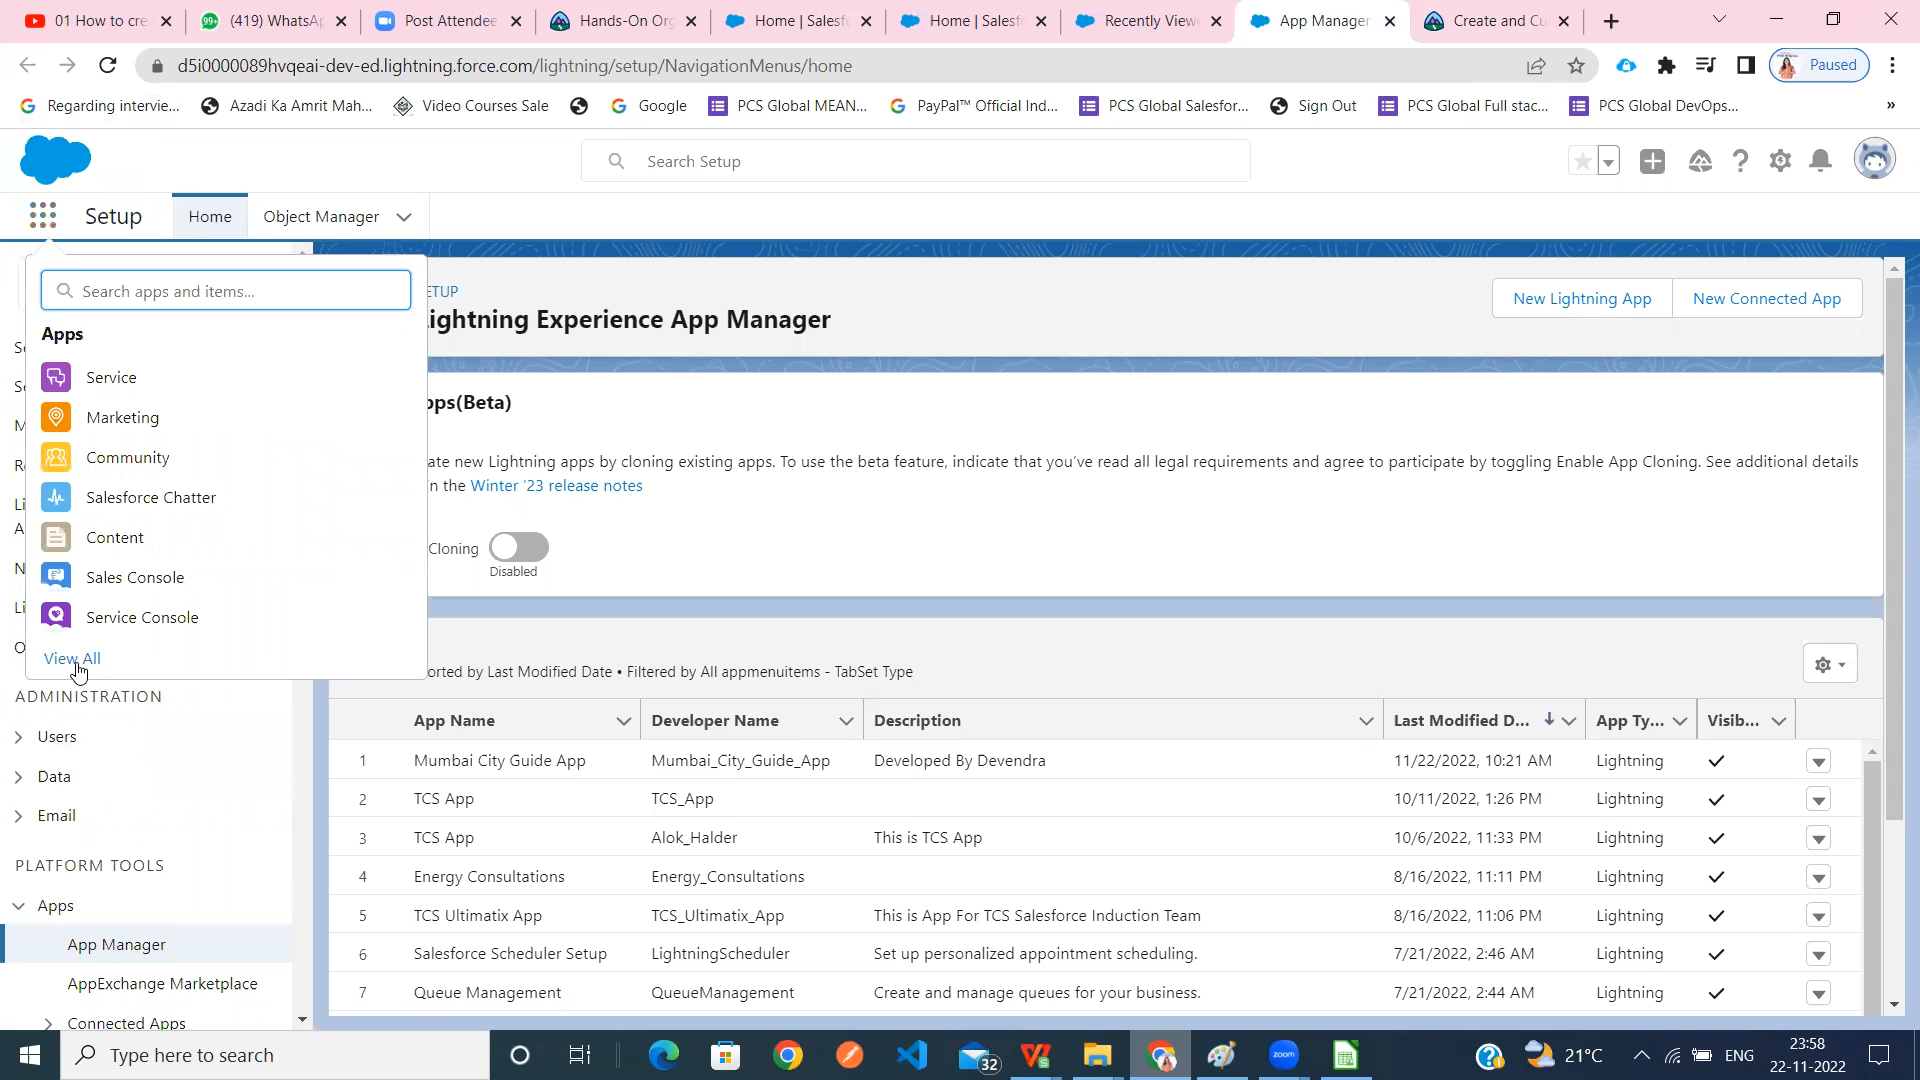 01 How to cre
(419) WhatsAp
Post Attendee
Hands-On Org
Home | Salesfo
Home | Salesfo
Recently View
App Manager
Create and Cu
d5i0000089hvqeai-dev-ed.lightning.force.com/lightning/setup/NavigationMenus/home
Paused
Regarding intervie...
Azadi Ka Amrit Mah...
Video Courses Sale
Google
PCS Global MEAN...
PayPal™ Official Ind...
PCS Global Salesfor...
Sign Out
PCS Global Full stac...
PCS Global DevOps...
Search Setup
Setup
Home
Object Manager
Search apps and items...
Apps
Service
Marketing
Community
Salesforce Chatter
Content
Sales Console
Service Console
View All
ADMINISTRATION
Users
Data
Email
PLATFORM TOOLS
Apps
App Manager
AppExchange Marketplace
Connected Apps
ETUP
ightning Experience App Manager
New Lightning App
New Connected App
pps(Beta)
ate new Lightning apps by cloning existing apps. To use the beta feature, indicate that you've read all legal requirements and agree to participate by toggling Enable App Cloning. See additional details
n the Winter '23 release notes
Cloning
Disabled
orted by Last Modified Date • Filtered by All appmenuitems - TabSet Type
App Name Developer Name Description Last Modified D... App Ty... Visib...
1 Mumbai City Guide App Mumbai_City_Guide_App Developed By Devendra 11/22/2022, 10:21 AM Lightning
2 TCS App TCS_App 10/11/2022, 1:26 PM Lightning
3 TCS App Alok_Halder This is TCS App 10/6/2022, 11:33 PM Lightning
4 Energy Consultations Energy_Consultations 8/16/2022, 11:11 PM Lightning
5 TCS Ultimatix App TCS_Ultimatix_App This is App For TCS Salesforce Induction Team 8/16/2022, 11:06 PM Lightning
6 Salesforce Scheduler Setup LightningScheduler Set up personalized appointment scheduling. 7/21/2022, 2:46 AM Lightning
7 Queue Management QueueManagement Create and manage queues for your business. 7/21/2022, 2:44 AM Lightning
Type here to search
32
zoom
21°C
ENG
23:58
22-11-2022